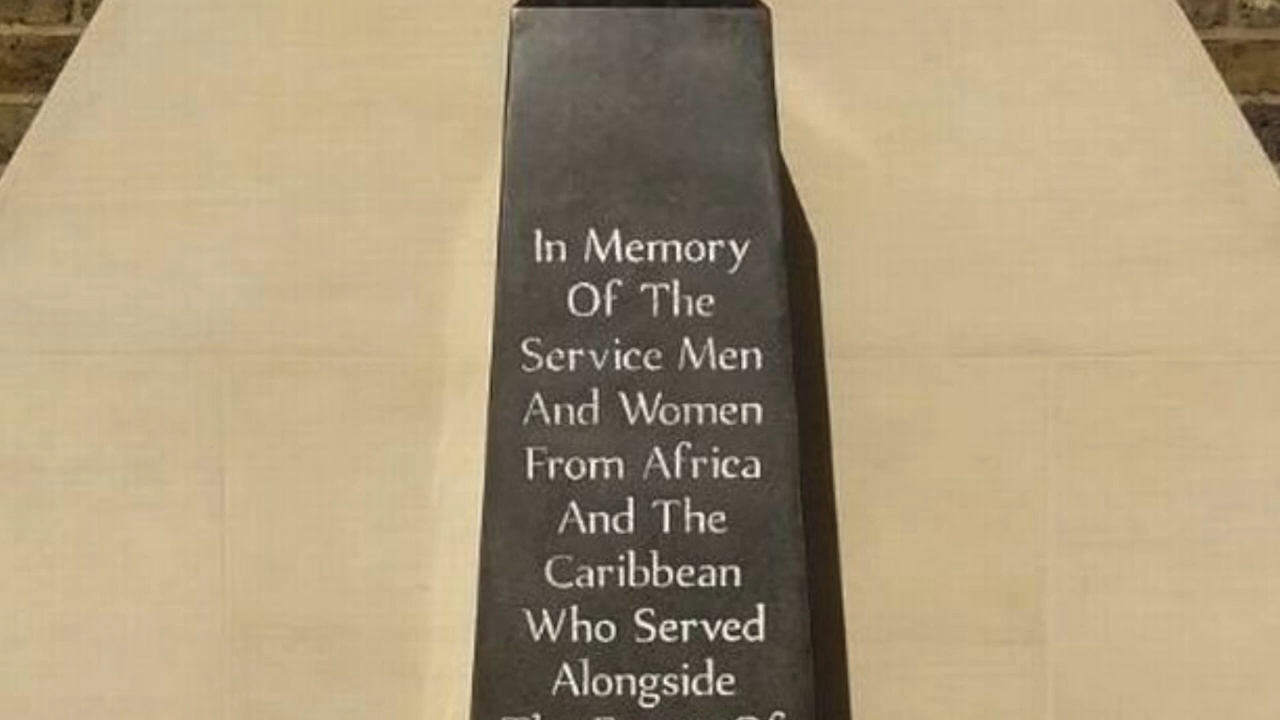 In Memory
Of The
Service Men
And Women
From Africa
And The
Caribbean
Who Served
Alongside